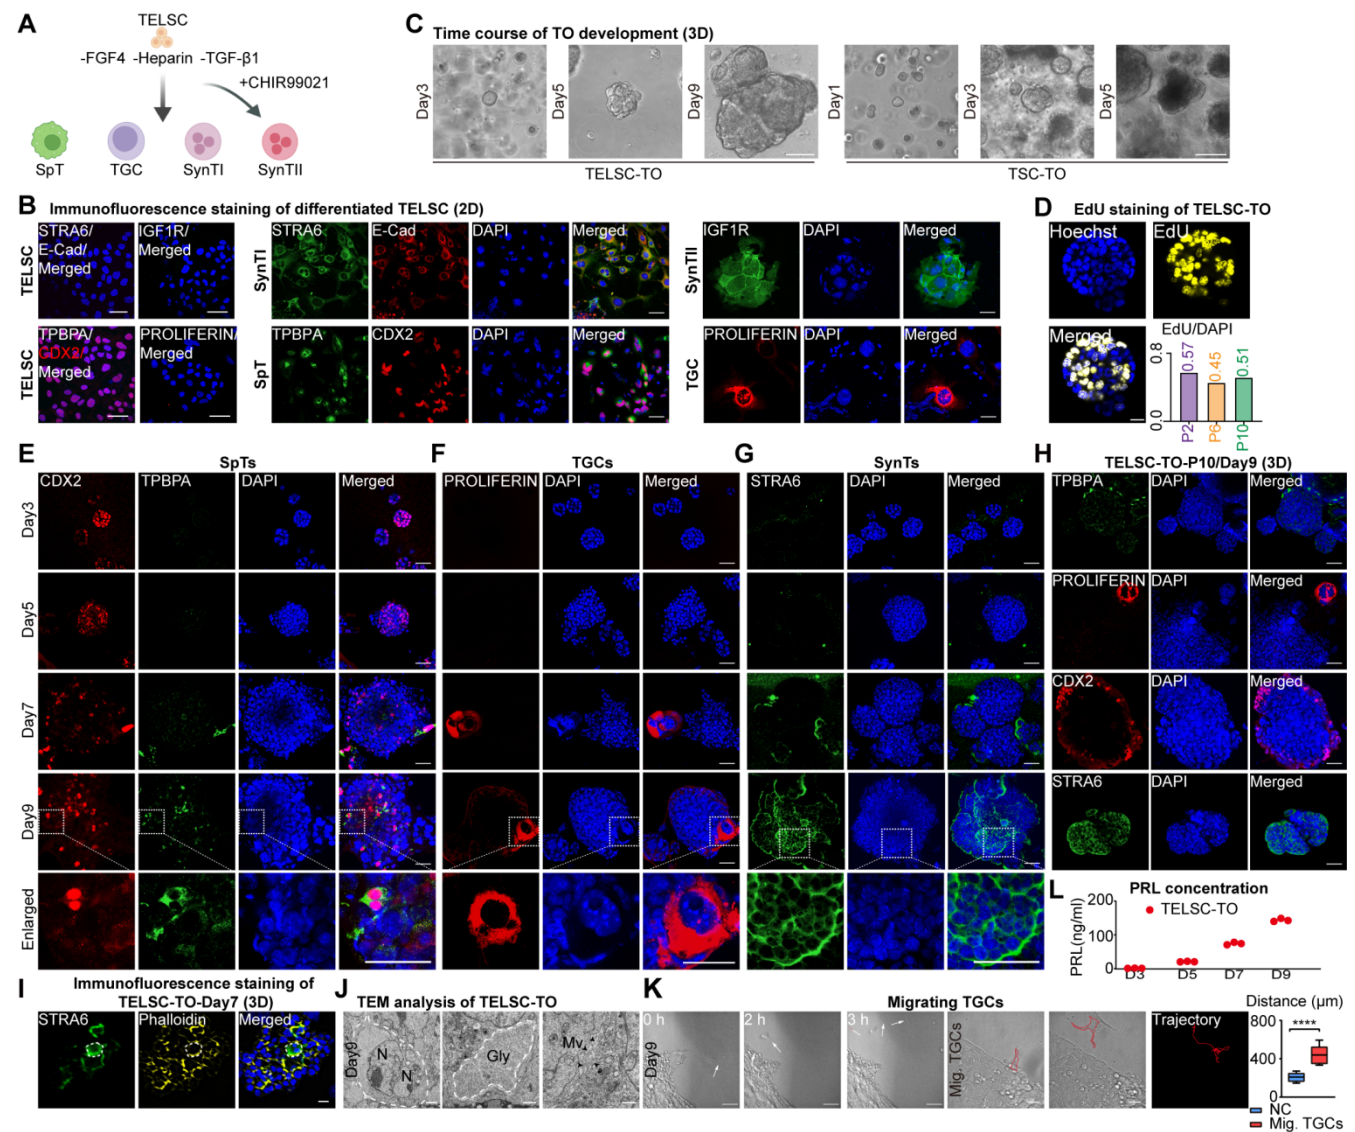 A
TELSC
-FGF4 -Heparin -TGF-β1
+CHIR99021
SpT TGC SynTI SynTII
C Time course of TO development (3D)
Day3 Day5 Day9 Day1 Day3 Day5
TELSC-TO TSC-TO
B Immunofluorescence staining of differentiated TELSC (2D)
TELSC
STRA6/
E-Cad/
Merged
IGF1R/
Merged
SynTI
STRA6 E-Cad DAPI Merged
SynTII
IGF1R DAPI Merged
TELSC
TPBPA/
CDX2/
Merged
PROLIFERIN/
Merged
SpT
TPBPA CDX2 DAPI Merged
TGC
PROLIFERIN DAPI Merged
D EdU staining of TELSC-TO
Hoechst EdU
Merged
EdU/DAPI
0.8
0.0
0.57 0.45 0.51
P2 P6 P10
E SpTs
CDX2 TPBPA DAPI Merged
Day3
Day5
Day7
Day9
Enlarged
F TGCs
PROLIFERIN DAPI Merged
G SynTs
STRA6 DAPI Merged
H TELSC-TO-P10/Day9 (3D)
TPBPA DAPI Merged
PROLIFERIN DAPI Merged
CDX2 DAPI Merged
STRA6 DAPI Merged
L PRL concentration
PRL(ng/ml)
200
100
0
TELSC-TO
D3 D5 D7 D9
I Immunofluorescence staining of
TELSC-TO-Day7 (3D)
STRA6 Phalloidin Merged
J TEM analysis of TELSC-TO
Day9
N
N
Gly
Mv
K Migrating TGCs
Day9
0 h 2 h 3 h
Mig. TGCs
Trajectory
Distance (μm)
800
400
0
****
NC
Mig. TGCs